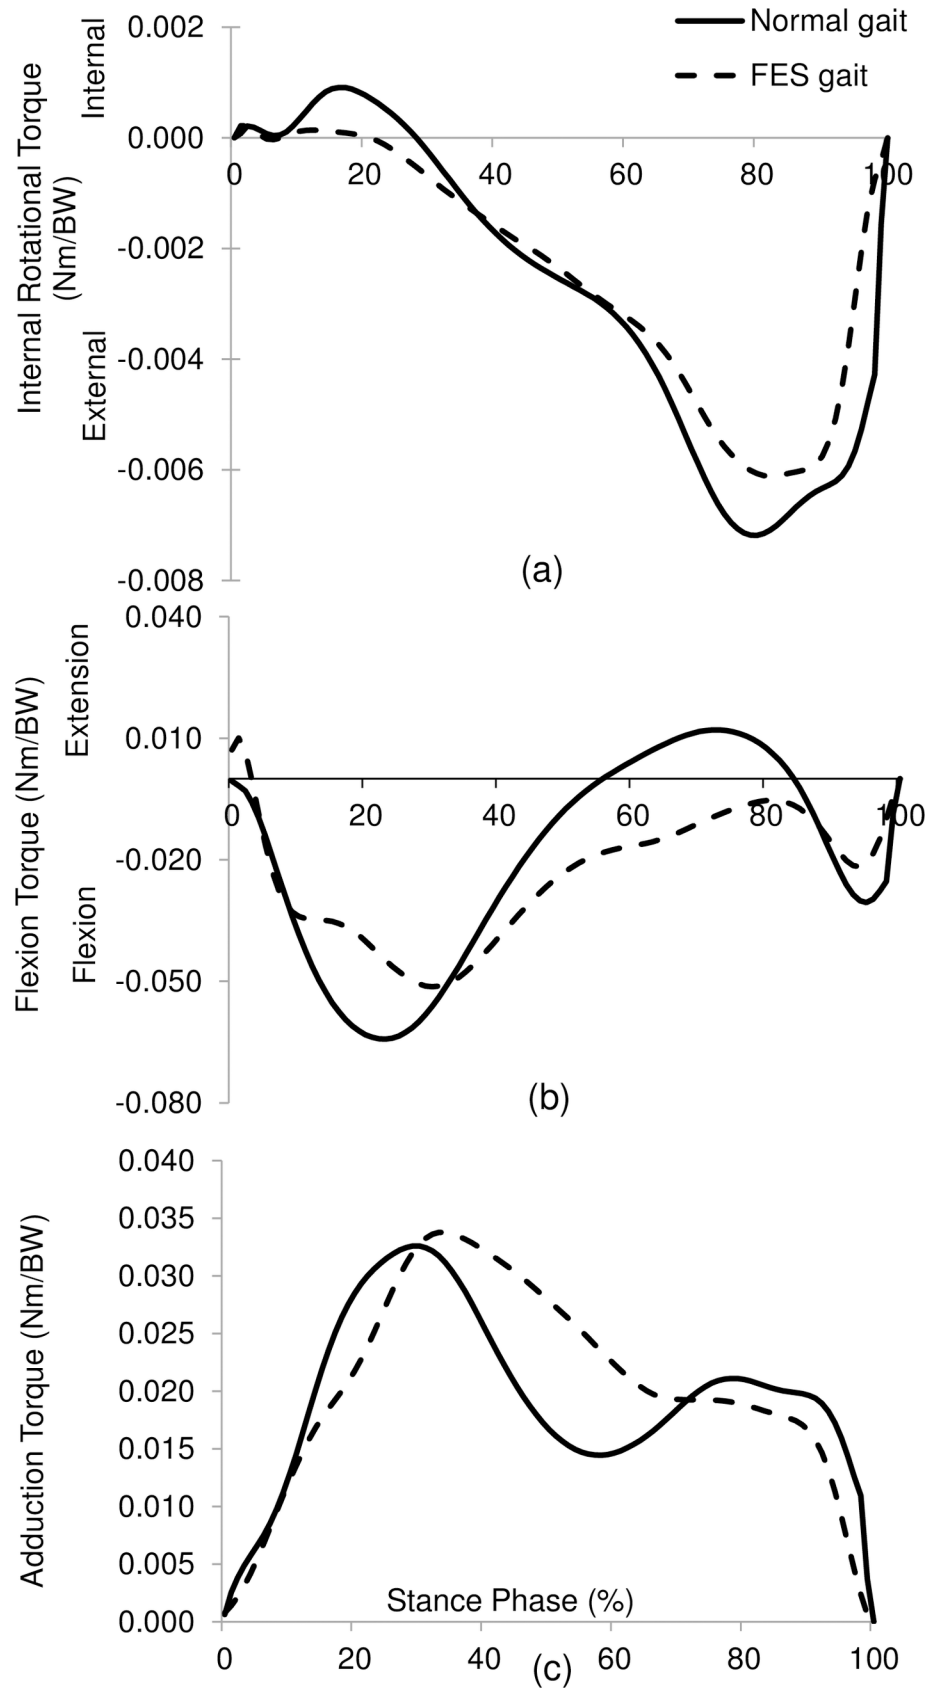 Normal gait
FES gait
Internal Rotational Torque
(Nm/BW)
Internal
External
0.002
0.000
-0.002
-0.004
-0.006
-0.008
0 20 40 60 80 100
(a)
Flexion Torque (Nm/BW)
Extension
Flexion
0.040
0.010
-0.020
-0.050
-0.080
0 20 40 60 80 100
(b)
Adduction Torque (Nm/BW)
0.040
0.035
0.030
0.025
0.020
0.015
0.010
0.005
0.000
Stance Phase (%)
0 20 40 60 80 100
(c)